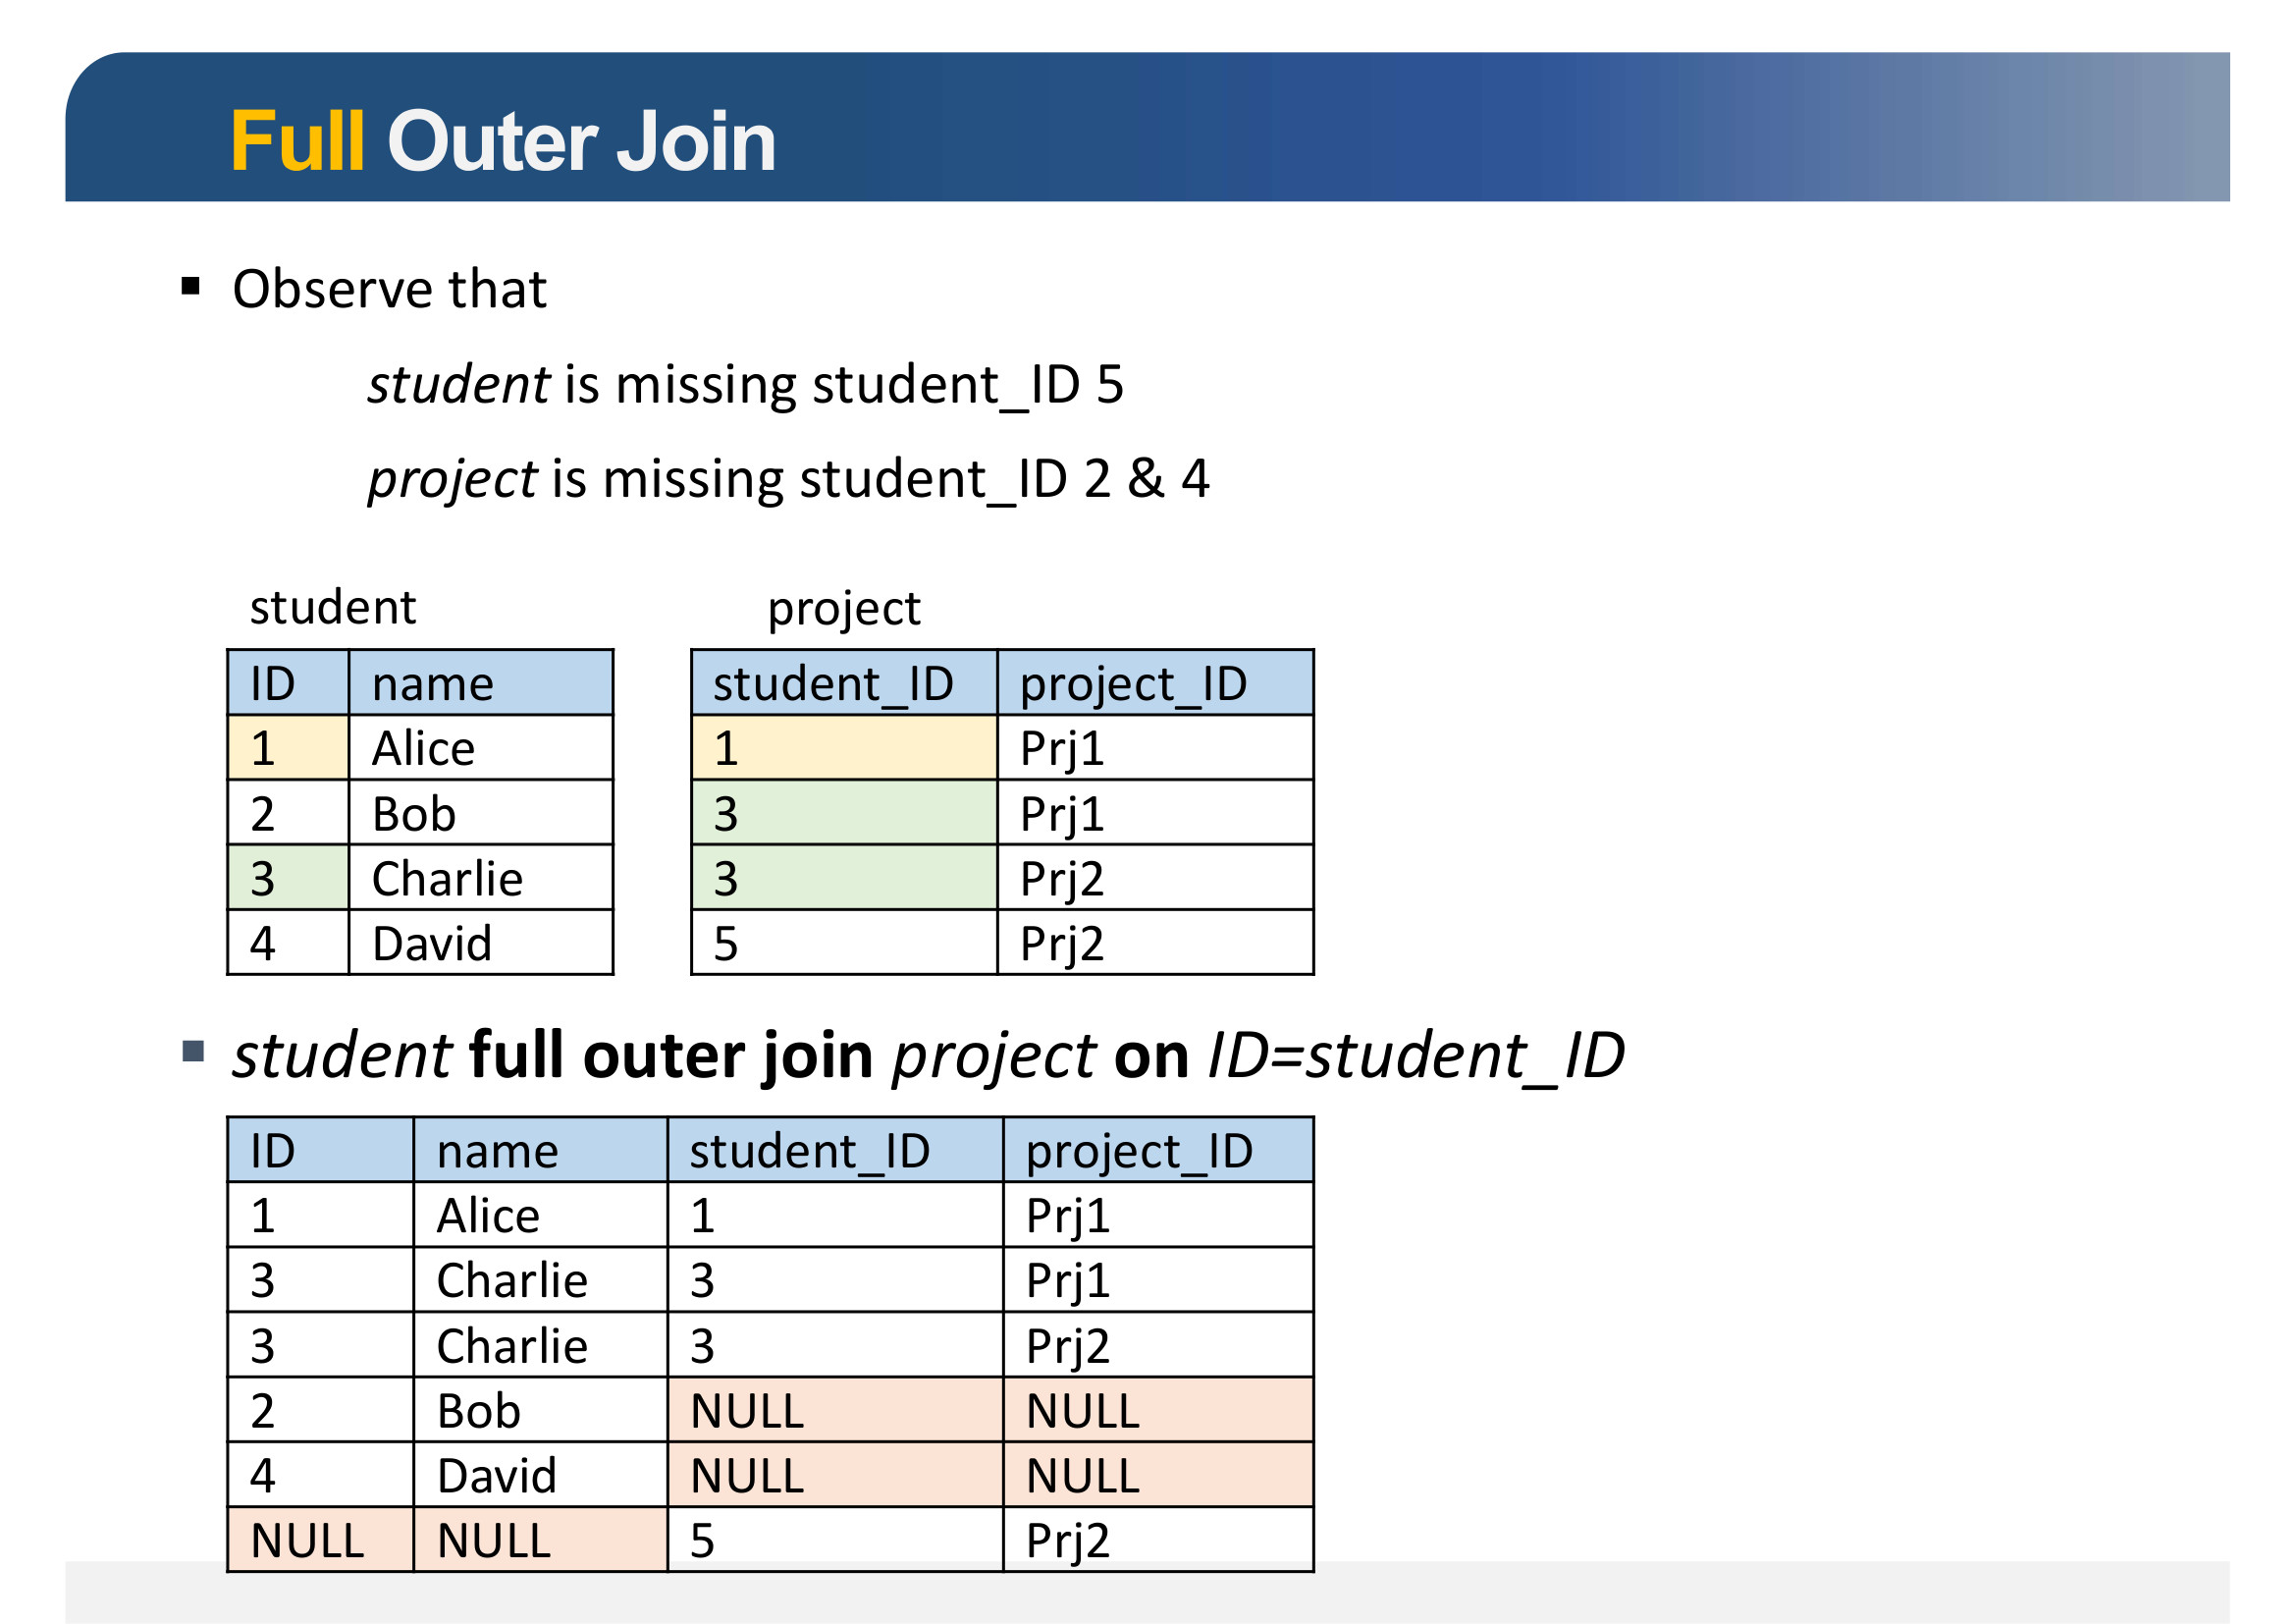 Full Outer Join
▪ Observe that
student is missing student_ID 5
project is missing student_ID 2 & 4
student project
ID name student_ID project_ID
1 Alice 1 Prj1
2 Bob 3 Prj1
3 Charlie 3 Prj2
4 David 5 Prj2
▪ student full outer join project on ID=student_ID
ID name student_ID project_ID
1 Alice 1 Prj1
3 Charlie 3 Prj1
3 Charlie 3 Prj2
2 Bob NULL NULL
4 David NULL NULL
NULL NULL 5 Prj2